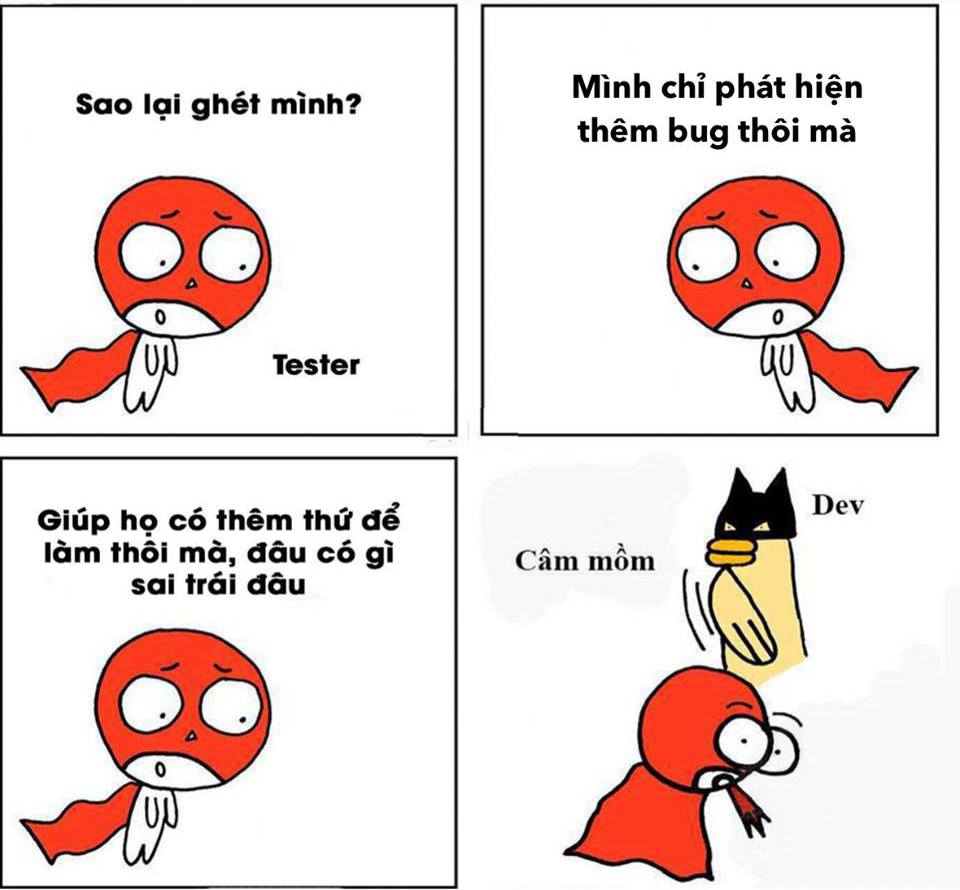 Sao lại ghét mình?
Tester
Mình chỉ phát hiện
thêm bug thôi mà
Giúp họ có thêm thứ để
làm thôi mà, đâu có gì
sai trái đâu
Dev
Câm mồm